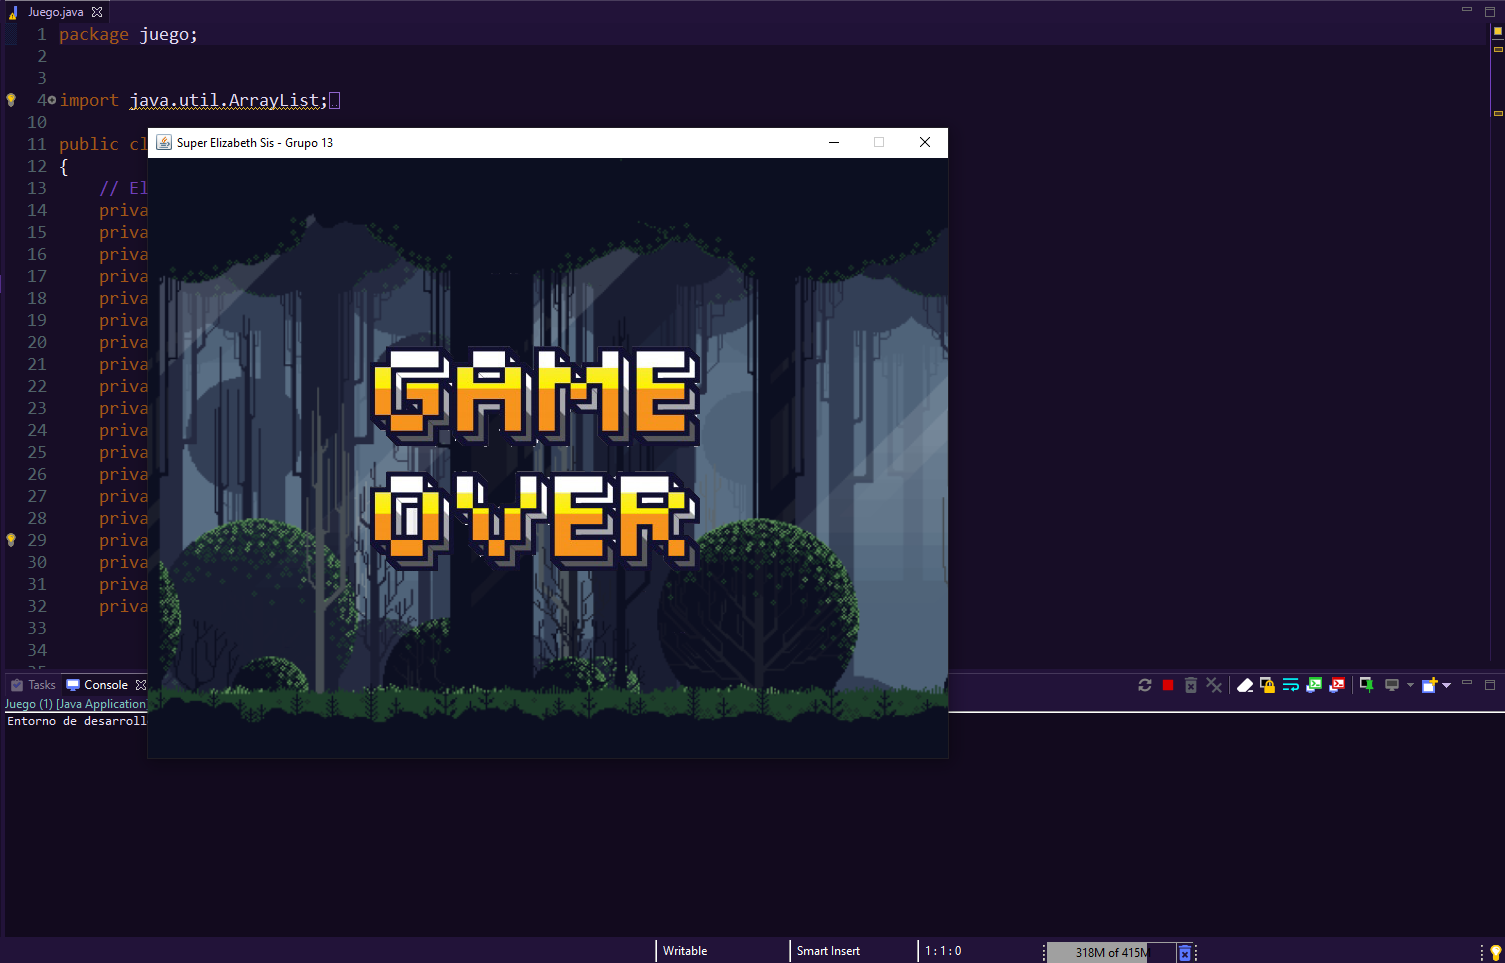 Juego.java
1 package juego;
2
3
4 import java.util.ArrayList;
10
11 public cl
12 {
13 // El
14 priva
15 priva
16 priva
17 priva
18 priva
19 priva
20 priva
21 priva
22 priva
23 priva
24 priva
25 priva
26 priva
27 priva
28 priva
29 priva
30 priva
31 priva
32 priva
33
34
35
Super Elizabeth Sis - Grupo 13
GAME
OVER
Tasks Console
Juego (1) [Java Application
Entorno de desarroll
Writable Smart Insert 1 : 1 : 0 318M of 415M